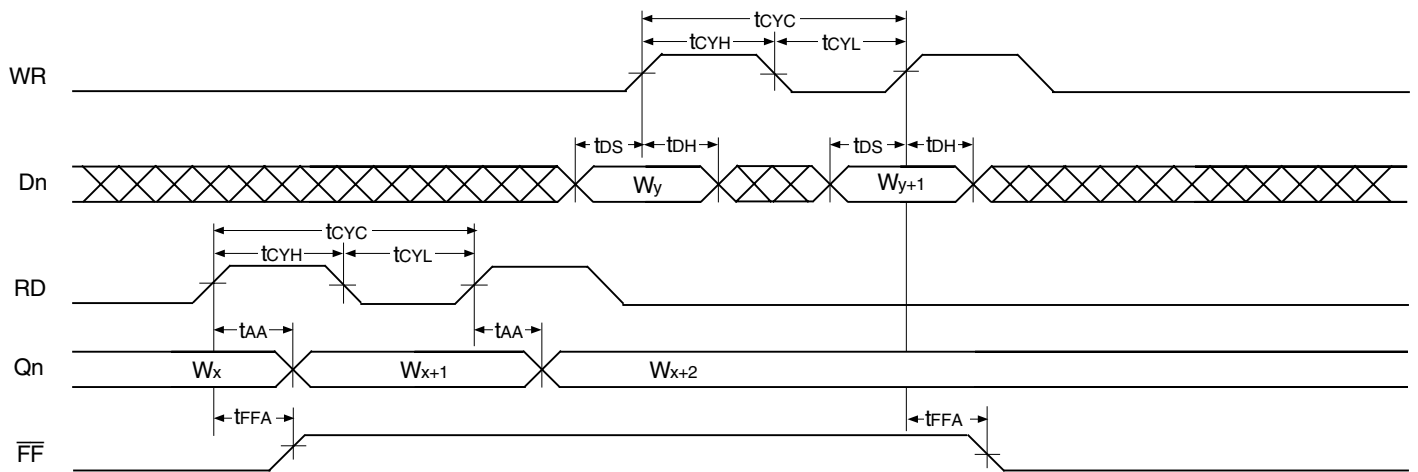 tCYC
tCYH tCYL
WR
tDS tDH tDS tDH
Dn Wy Wy+1
tCYC
tCYH tCYL
RD
tAA tAA
Qn Wx Wx+1 Wx+2
tFFA tFFA
F̅F̅